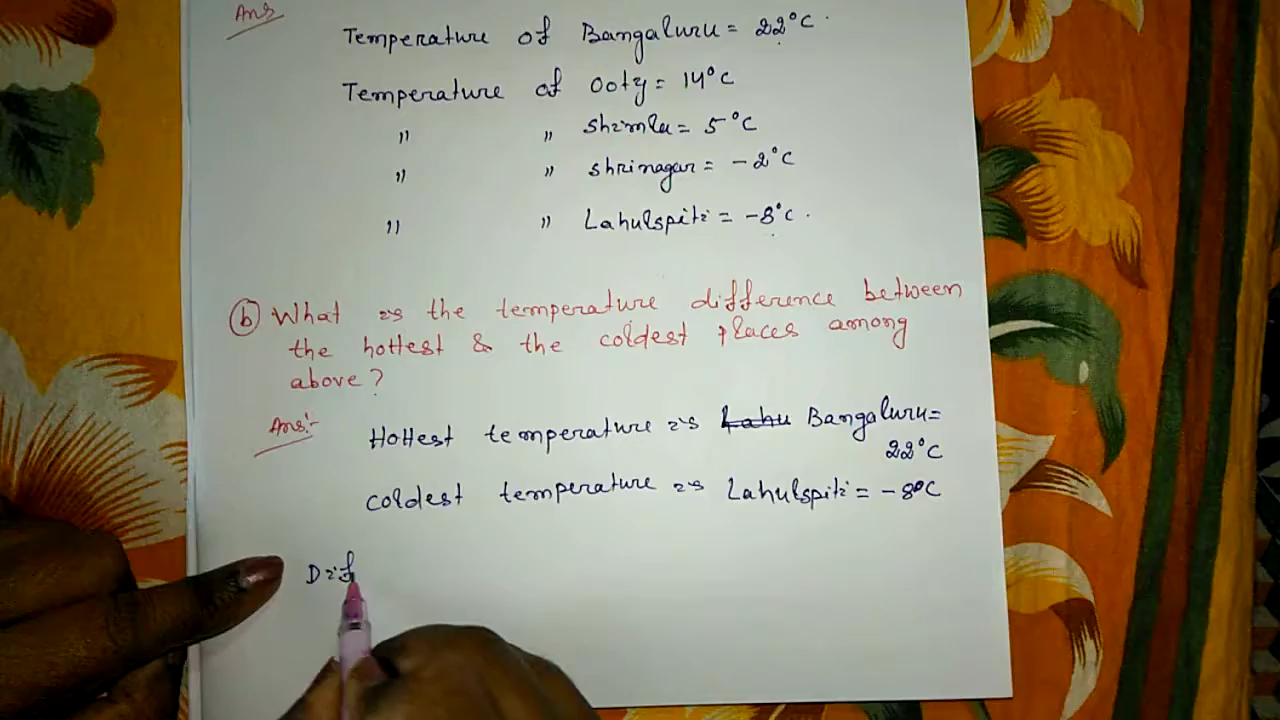 Ans
Temperature of Bangaluru = 22°C.
Temperature of Ooty = 14°C
" " Shimla = 5°C
" " Shrinagar = -2°C
" " Lahulspiti = -8°C.
(b) What is the temperature difference between
the hottest & the coldest places among
above?
Ans:-
Hottest temperature is Lahu Bangaluru =
22°C
coldest temperature is Lahulspiti = -8°C
Dif